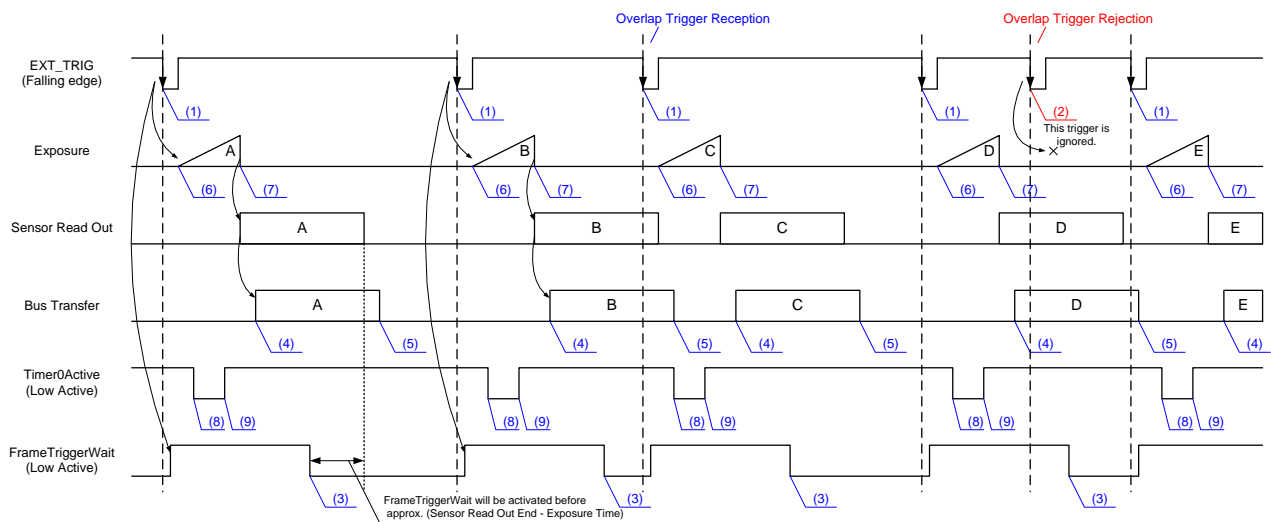 Overlap Trigger Reception
Overlap Trigger Rejection
EXT_TRIG
(Falling edge)
(1)
(1)
(1)
(1)
(2)
(1)
This trigger is
ignored.
Exposure
A
B
C
D
E
(6)
(7)
(6)
(7)
(6)
(7)
(6)
(7)
(6)
(7)
Sensor Read Out
A
B
C
D
E
Bus Transfer
A
B
C
D
E
(4)
(5)
(4)
(5)
(4)
(5)
(4)
(5)
(4)
Timer0Active
(Low Active)
(8)
(9)
(8)
(9)
(8)
(9)
(8)
(9)
(8)
(9)
FrameTriggerWait
(Low Active)
(3)
(3)
(3)
(3)
FrameTriggerWait will be activated before
approx. (Sensor Read Out End - Exposure Time)